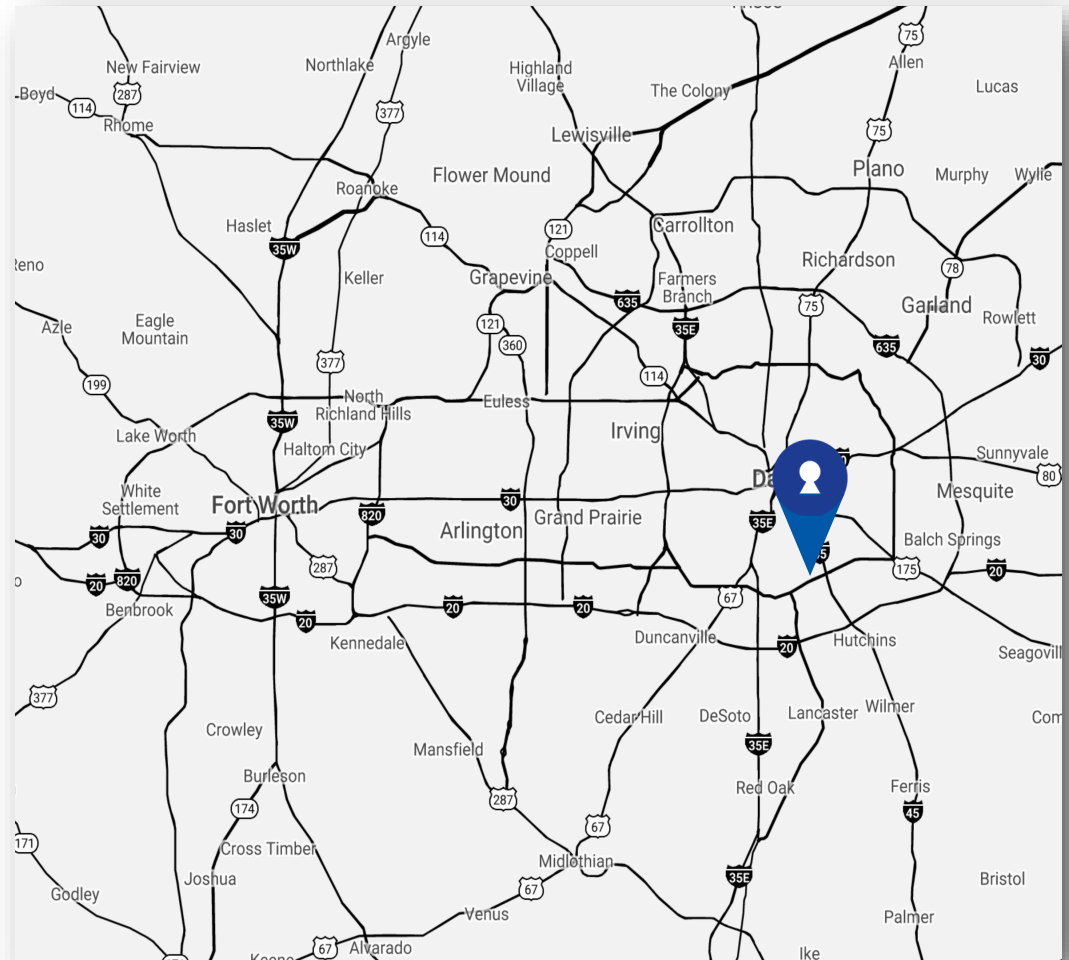 Argyle
75
New Fairview
Northlake
Highland
Village
Allen
Lucas
Boyd
287
The Colony
114
377
Rhome
Lewisville
75
Plano
Flower Mound
Murphy
Wylie
Roanoke
Haslet
121
Carrollton
114
35W
Coppell
Richardson
78
Keller
Grapevine
Farmers
Branch
635
75
Garland
Rowlett
Azle
Eagle
Mountain
121
35E
360
635
30
377
114
199
North
Richland Hills
Euless
35W
Lake Worth
Irving
Haltom City
Sunnyvale
80
White
Settlement
Fort Worth
30
Mesquite
820
Arlington
Grand Prairie
35E
30
30
Balch Springs
287
175
20
20
820
35W
67
Benbrook
20
20
20
Kennedale
Duncanville
20
Hutchins
377
Cedar Hill
DeSoto
Lancaster
Wilmer
Crowley
Mansfield
35E
Burleson
Red Oak
Ferris
174
287
45
67
171
Cross Timber
Midlothian
Joshua
35E
Godley
67
Bristol
Venus
Palmer
67
Alvarado
Ike